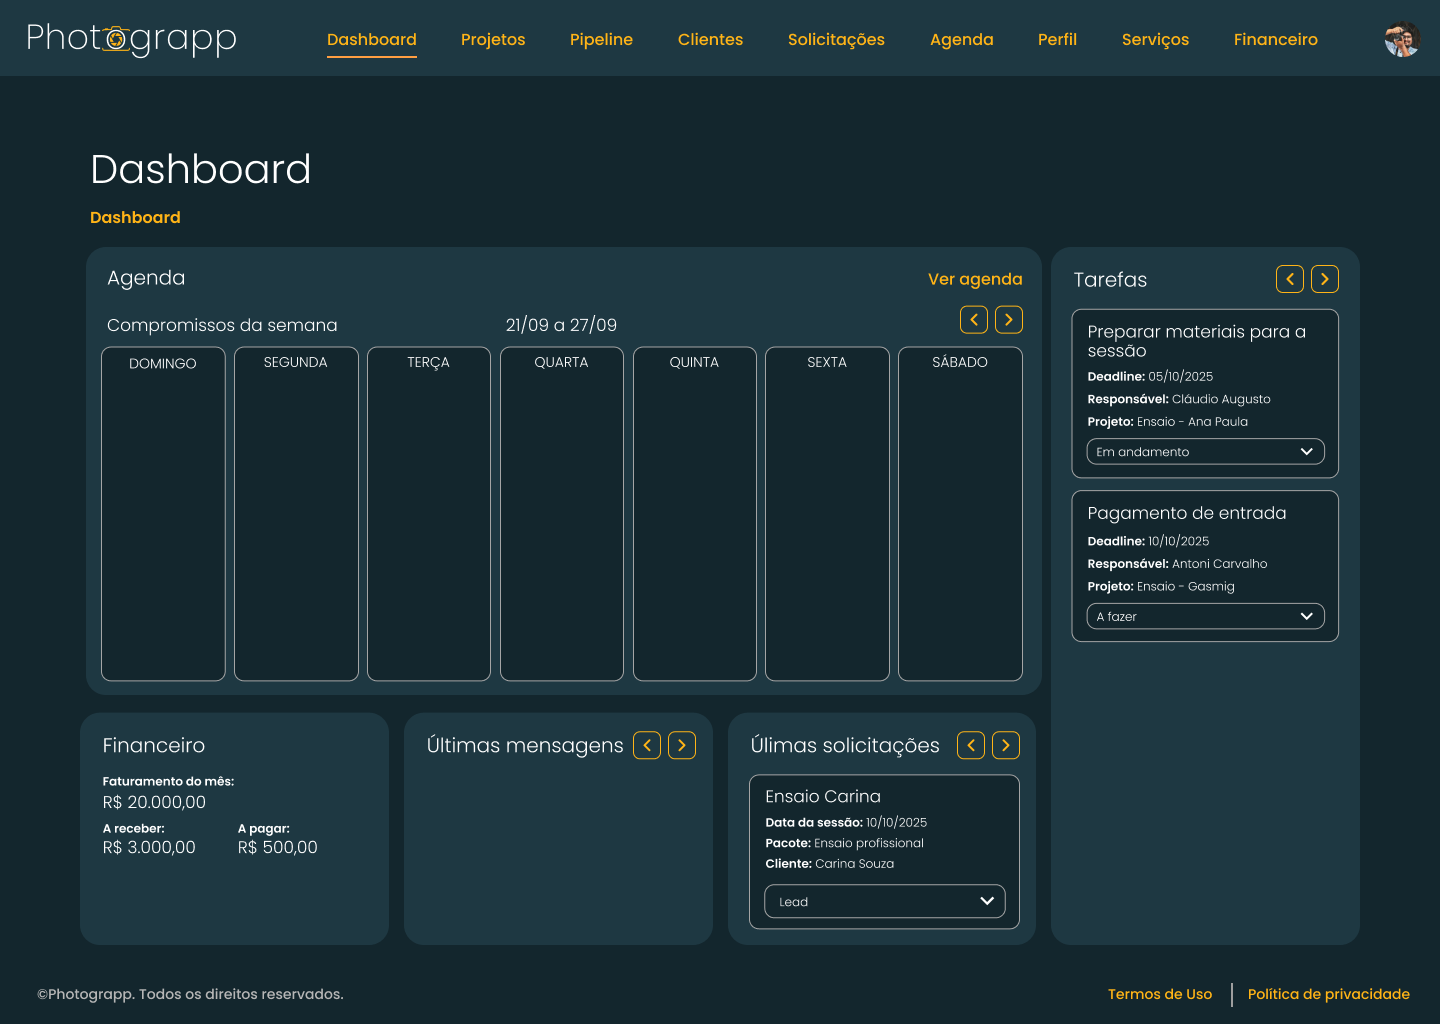 Photograpp
Dashboard Projetos Pipeline Clientes Solicitações Agenda Perfil Serviços Financeiro
Dashboard
Dashboard
Agenda
Ver agenda
Compromissos da semana
21/09 a 27/09
DOMINGO SEGUNDA TERÇA QUARTA QUINTA SEXTA SÁBADO
Tarefas
Preparar materiais para a
sessão
Deadline: 05/10/2025
Responsável: Cláudio Augusto
Projeto: Ensaio - Ana Paula
Em andamento
Pagamento de entrada
Deadline: 10/10/2025
Responsável: Antoni Carvalho
Projeto: Ensaio - Gasmig
A fazer
Financeiro
Faturamento do mês:
R$ 20.000,00
A receber: A pagar:
R$ 3.000,00 R$ 500,00
Últimas mensagens
Úlimas solicitações
Ensaio Carina
Data da sessão: 10/10/2025
Pacote: Ensaio profissional
Cliente: Carina Souza
Lead
©Photograpp. Todos os direitos reservados.
Termos de Uso
Política de privacidade